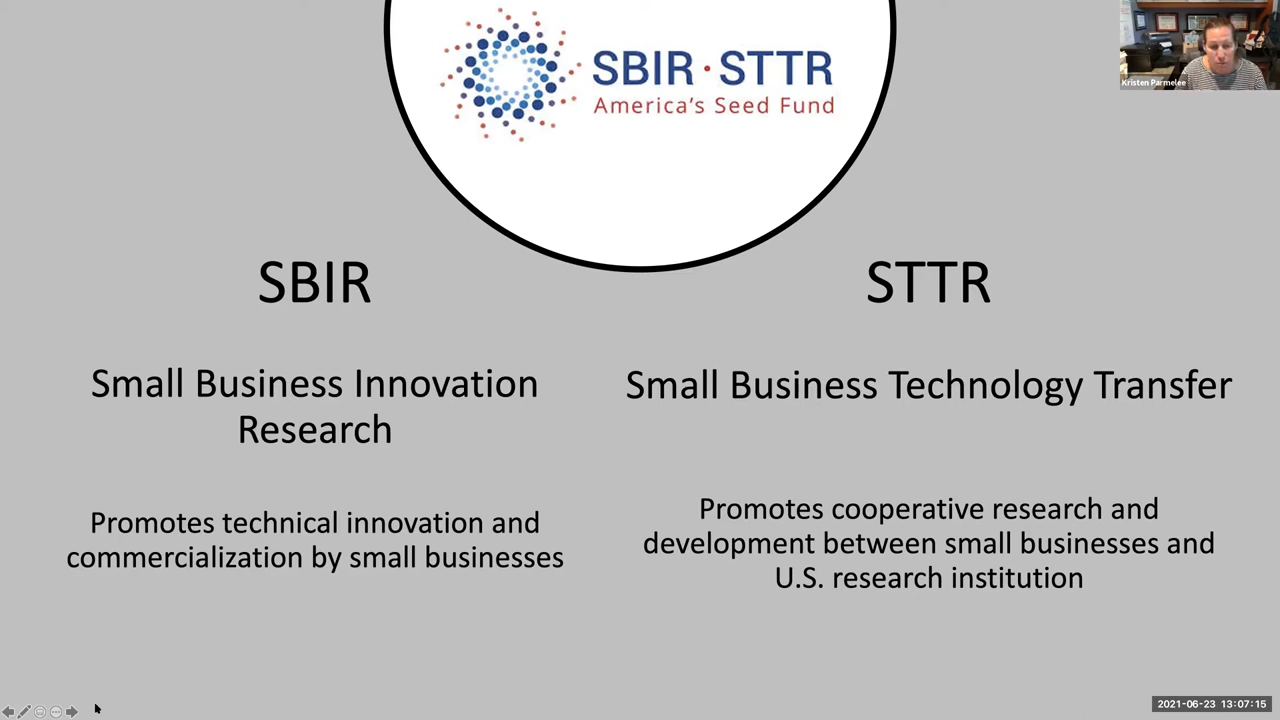 SBIR·STTR
America's Seed Fund
Kristen Parmelee
SBIR
Small Business Innovation
Research
Promotes technical innovation and
commercialization by small businesses
STTR
Small Business Technology Transfer
Promotes cooperative research and
development between small businesses and
U.S. research institution
2021-06-23 13:07:15